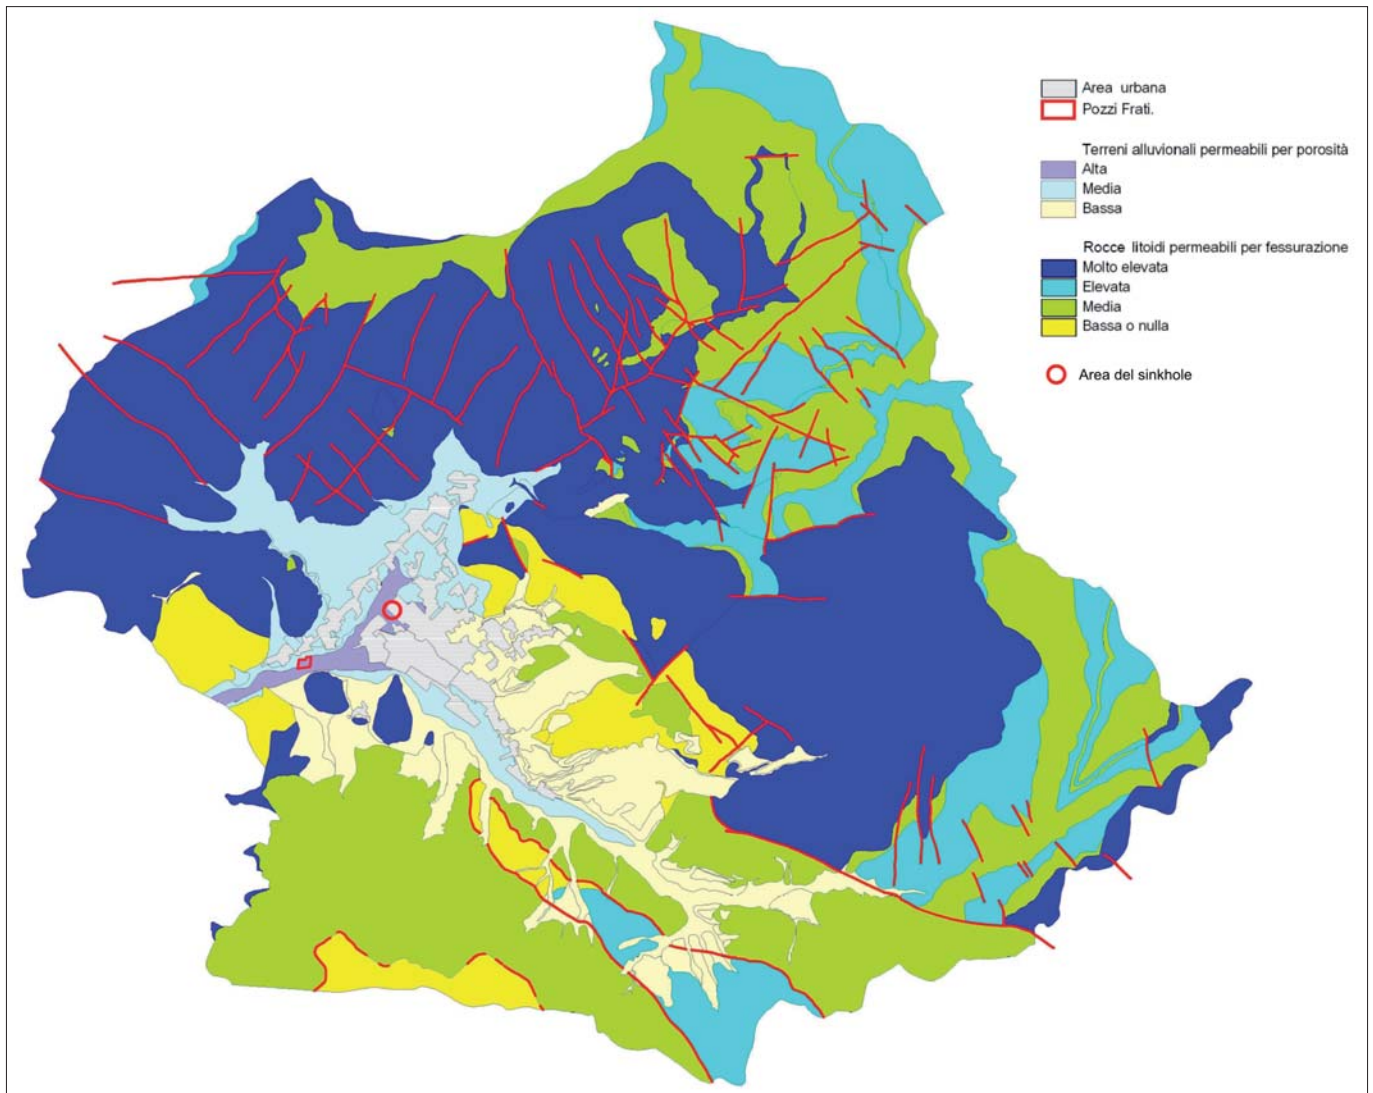 Area urbana
Pozzi Frati.
Terreni alluvionali permeabili per porosità
Alta
Media
Bassa
Rocce litoidi permeabili per fessurazione
Molto elevata
Elevata
Media
Bassa o nulla
Area del sinkhole